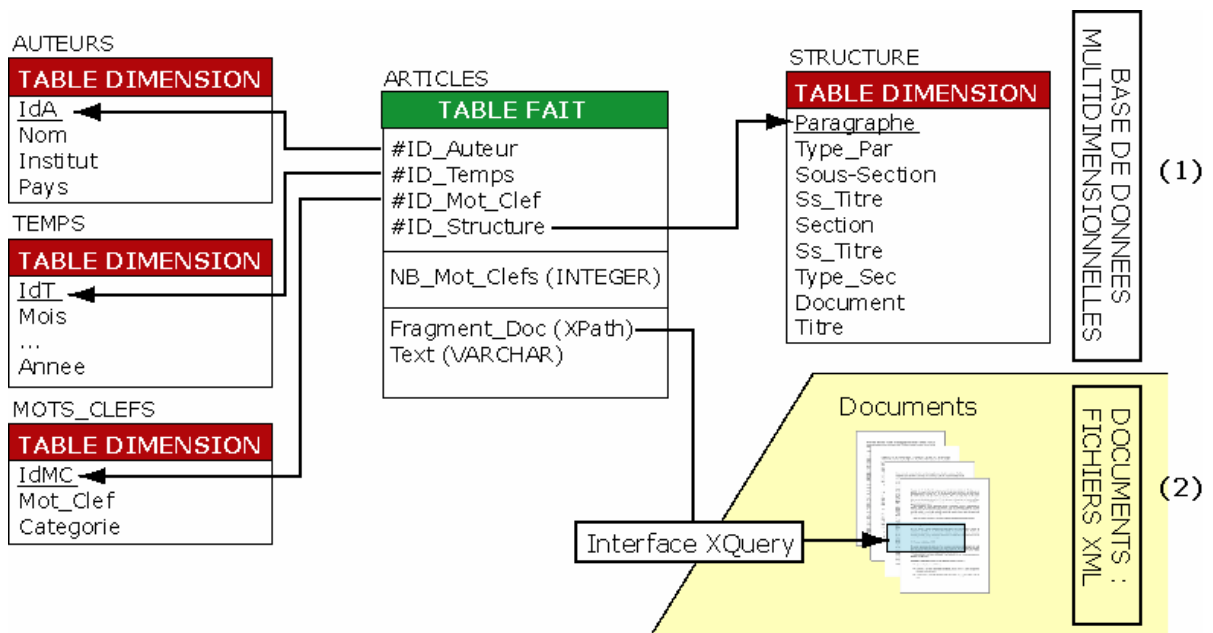 AUTEURS
TABLE DIMENSION
IdA
Nom
Institut
Pays
TEMPS
TABLE DIMENSION
IdT
Mois
...
Annee
MOTS_CLEFS
TABLE DIMENSION
IdMC
Mot_Clef
Categorie
ARTICLES
TABLE FAIT
#ID_Auteur
#ID_Temps
#ID_Mot_Clef
#ID_Structure
NB_Mot_Clefs (INTEGER)
Fragment_Doc (XPath)
Text (VARCHAR)
STRUCTURE
TABLE DIMENSION
Paragraphe
Type_Par
Sous-Section
Ss_Titre
Section
Ss_Titre
Type_Sec
Document
Titre
BASE DE DONNEES
MULTIDIMENSIONNELLES
(1)
Documents
Interface XQuery
DOCUMENTS :
FICHIERS XML
(2)